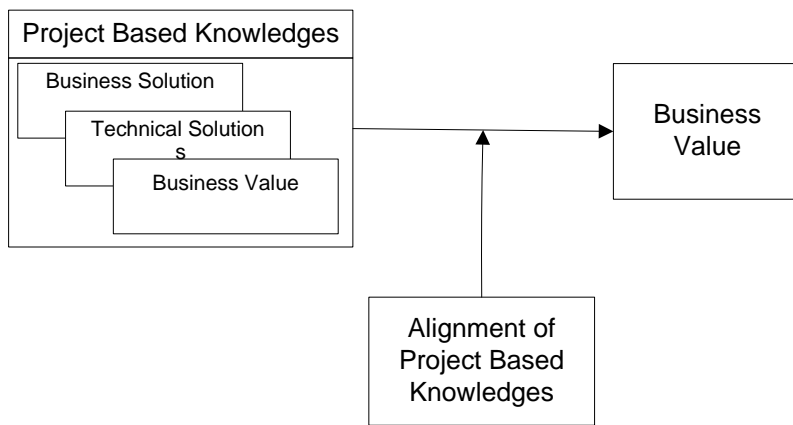 Project Based Knowledges
Business Solution
Technical Solution
s
Business Value
Business
Value
Alignment of
Project Based
Knowledges